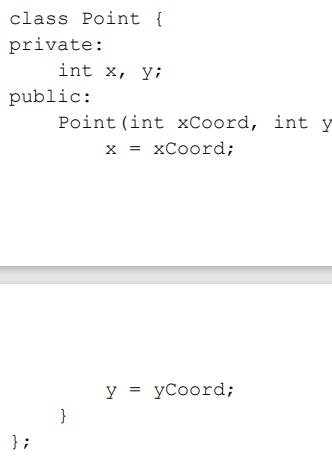 class Point {
private:
    int x, y;
public:
    Point(int xCoord, int y
        x = xCoord;
        y = yCoord;
    }
};